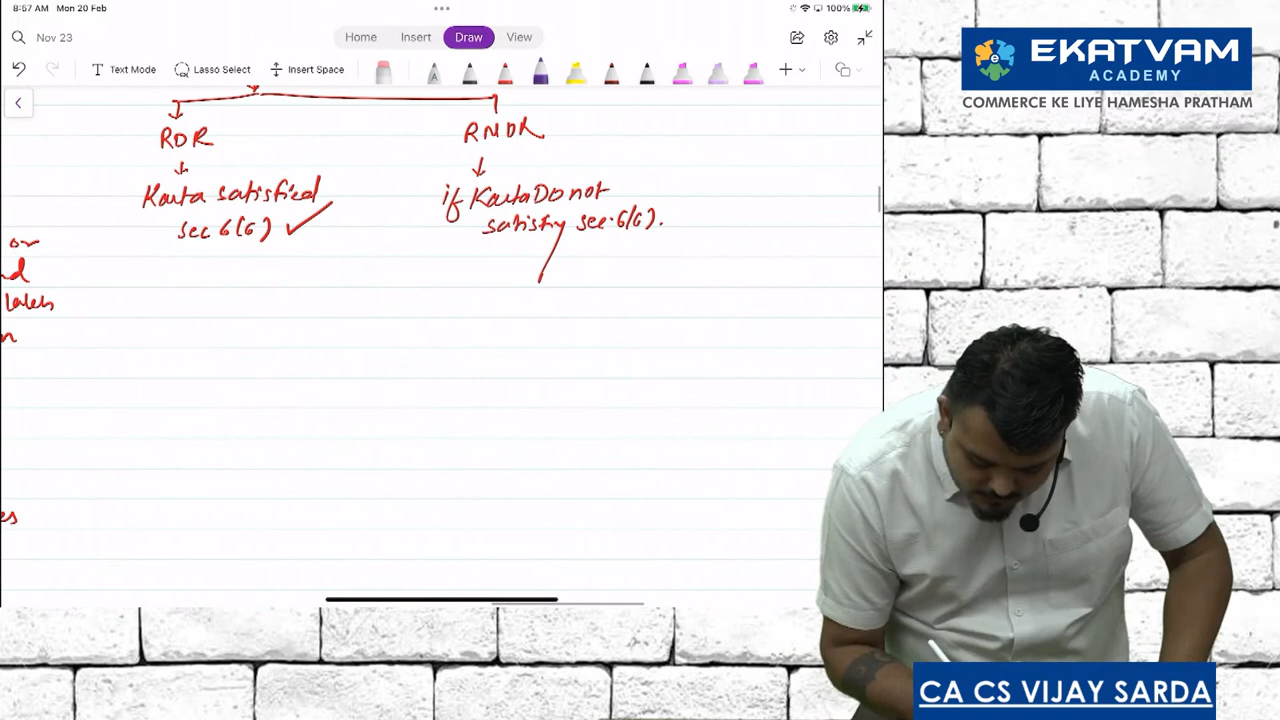 8:57 AM Mon 20 Feb
100%
Nov 23
Home Insert Draw View
Text Mode Lasso Select Insert Space
ROR
RNOR
Karta satisfied
sec 6(6)
if Karta Do not
satisfy sec. 6(6).
or
es
EKATVAM
ACADEMY
COMMERCE KE LIYE HAMESHA PRATHAM
CA CS VIJAY SARDA